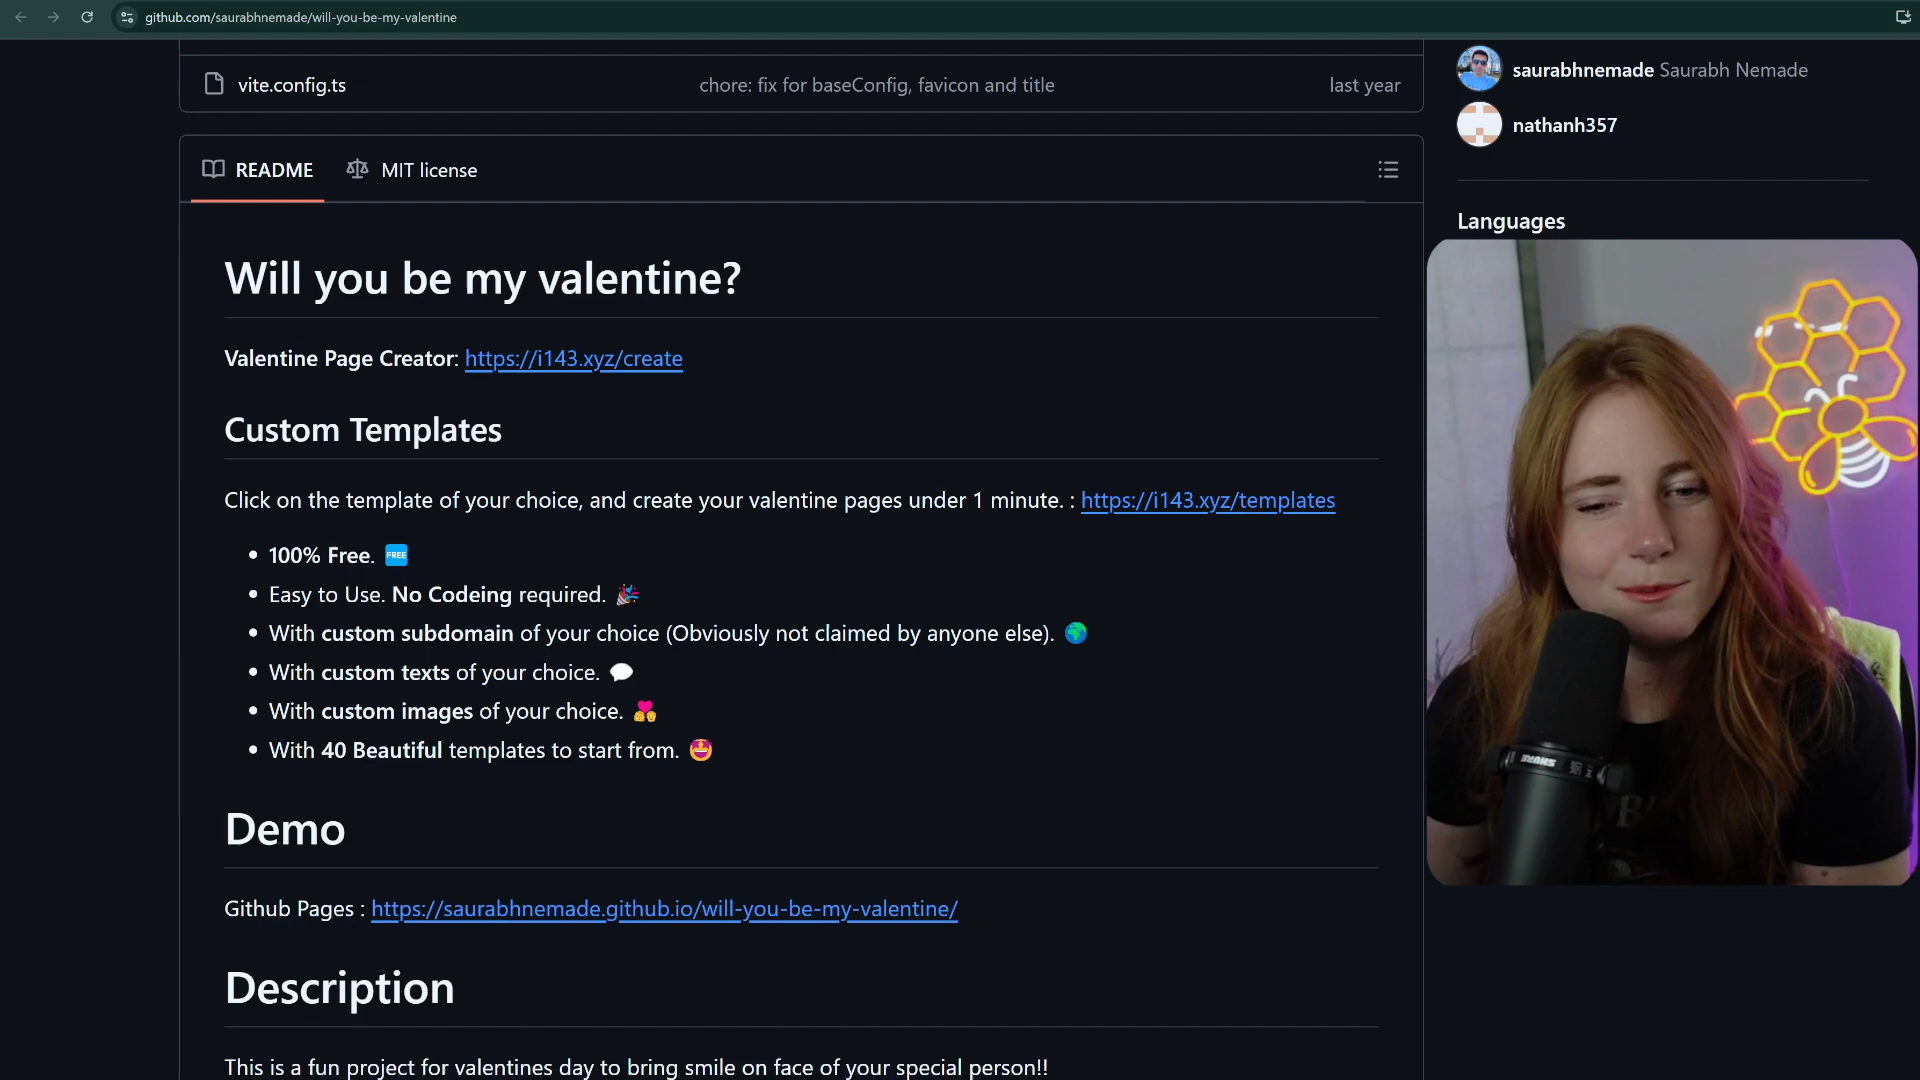 github.com/saurabhnemade/will-you-be-my-valentine
vite.config.ts
chore: fix for baseConfig, favicon and title
last year
saurabhnemade Saurabh Nemade
nathanh357
README
MIT license
Languages
Will you be my valentine?
Valentine Page Creator: https://i143.xyz/create
Custom Templates
Click on the template of your choice, and create your valentine pages under 1 minute. : https://i143.xyz/templates
100% Free. FREE
Easy to Use. No Codeing required.
With custom subdomain of your choice (Obviously not claimed by anyone else).
With custom texts of your choice.
With custom images of your choice.
With 40 Beautiful templates to start from.
Demo
Github Pages : https://saurabhnemade.github.io/will-you-be-my-valentine/
Description
This is a fun project for valentines day to bring smile on face of your special person!!